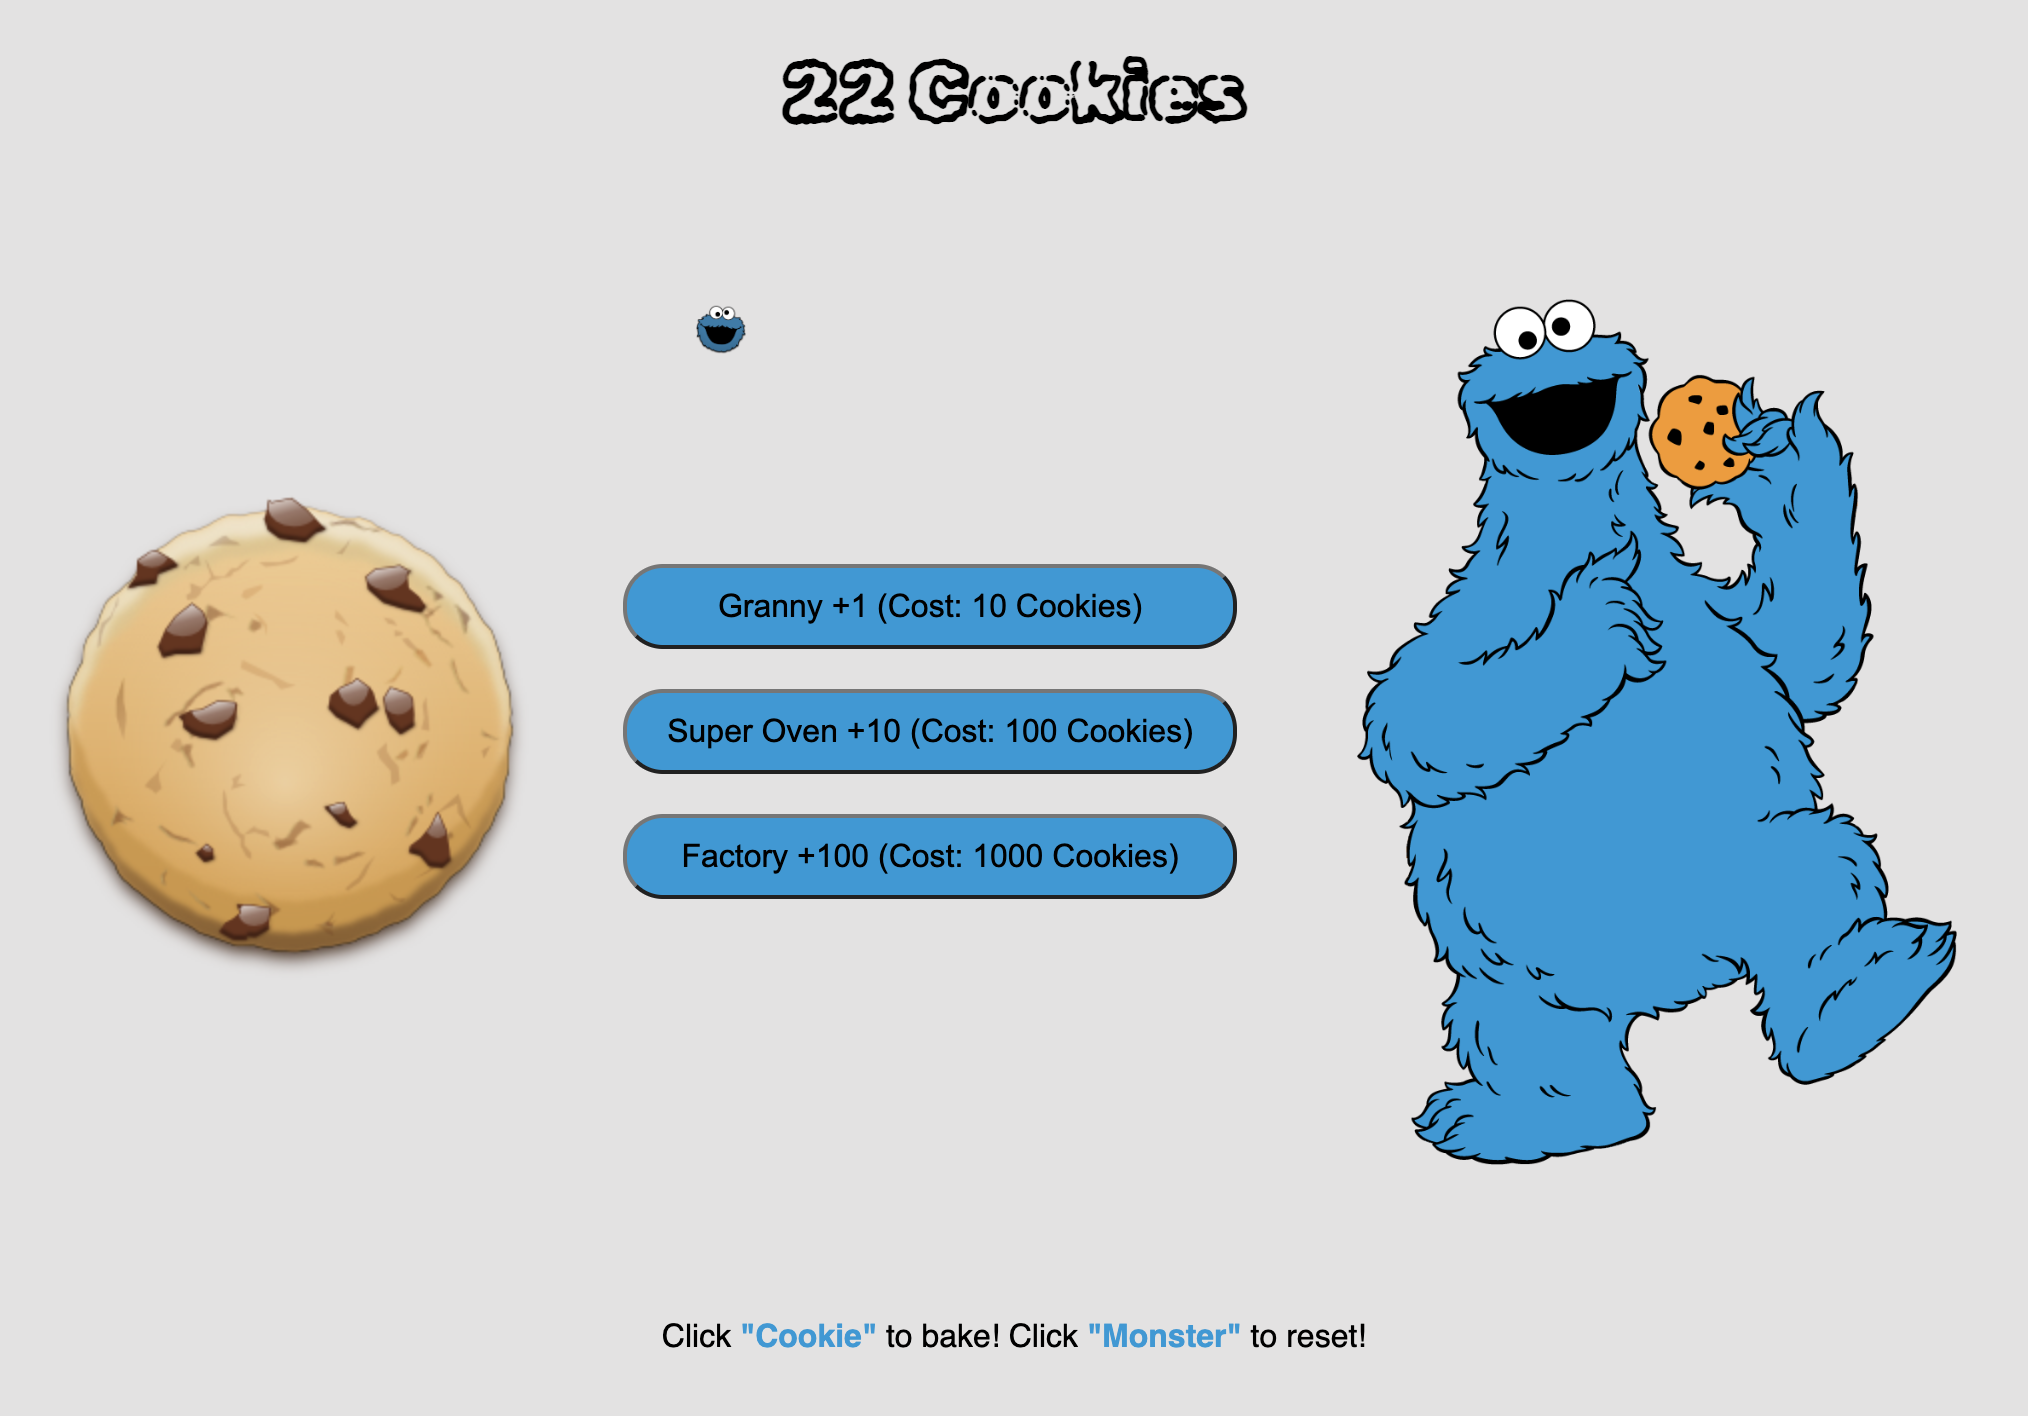 22 Cookies
Granny +1 (Cost: 10 Cookies)
Super Oven +10 (Cost: 100 Cookies)
Factory +100 (Cost: 1000 Cookies)
Click "Cookie" to bake! Click "Monster" to reset!